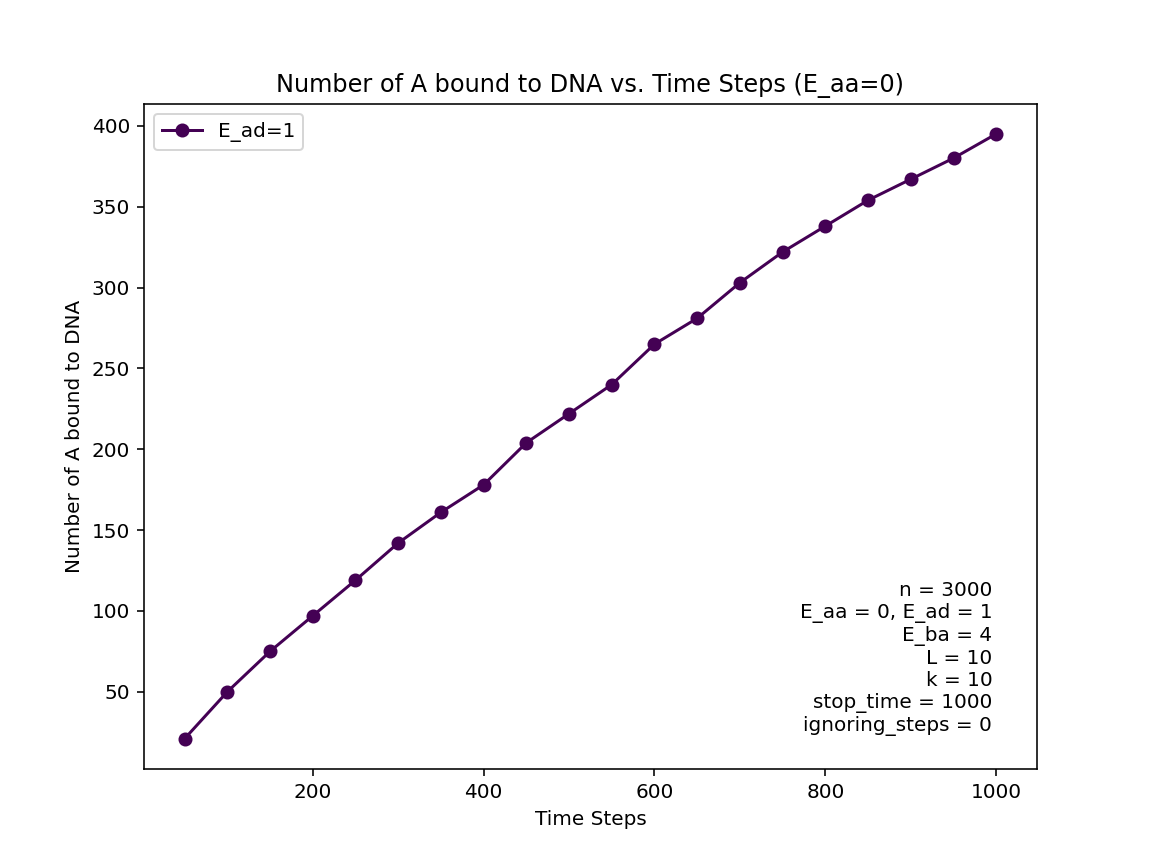 Number of A bound to DNA vs. Time Steps (E_aa=0)
E_ad=1
Number of A bound to DNA
400
350
300
250
200
150
100
50
n = 3000
E_aa = 0, E_ad = 1
E_ba = 4
L = 10
k = 10
stop_time = 1000
ignoring_steps = 0
200 400 600 800 1000
Time Steps